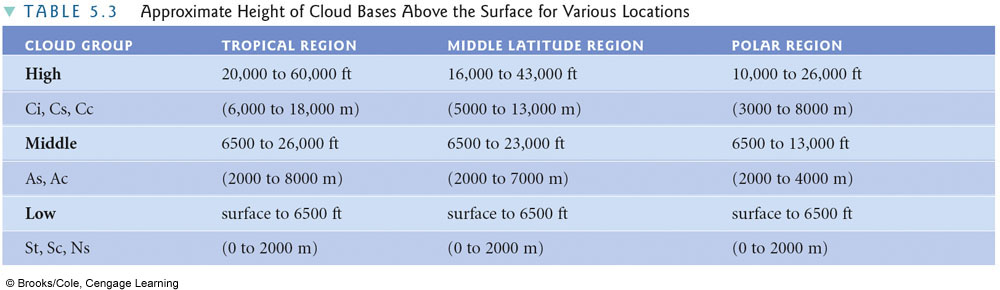 ▼ TABLE 5.3 Approximate Height of Cloud Bases Above the Surface for Various Locations
CLOUD GROUP TROPICAL REGION MIDDLE LATITUDE REGION POLAR REGION
High 20,000 to 60,000 ft 16,000 to 43,000 ft 10,000 to 26,000 ft
Ci, Cs, Cc (6,000 to 18,000 m) (5000 to 13,000 m) (3000 to 8000 m)
Middle 6500 to 26,000 ft 6500 to 23,000 ft 6500 to 13,000 ft
As, Ac (2000 to 8000 m) (2000 to 7000 m) (2000 to 4000 m)
Low surface to 6500 ft surface to 6500 ft surface to 6500 ft
St, Sc, Ns (0 to 2000 m) (0 to 2000 m) (0 to 2000 m)
© Brooks/Cole, Cengage Learning